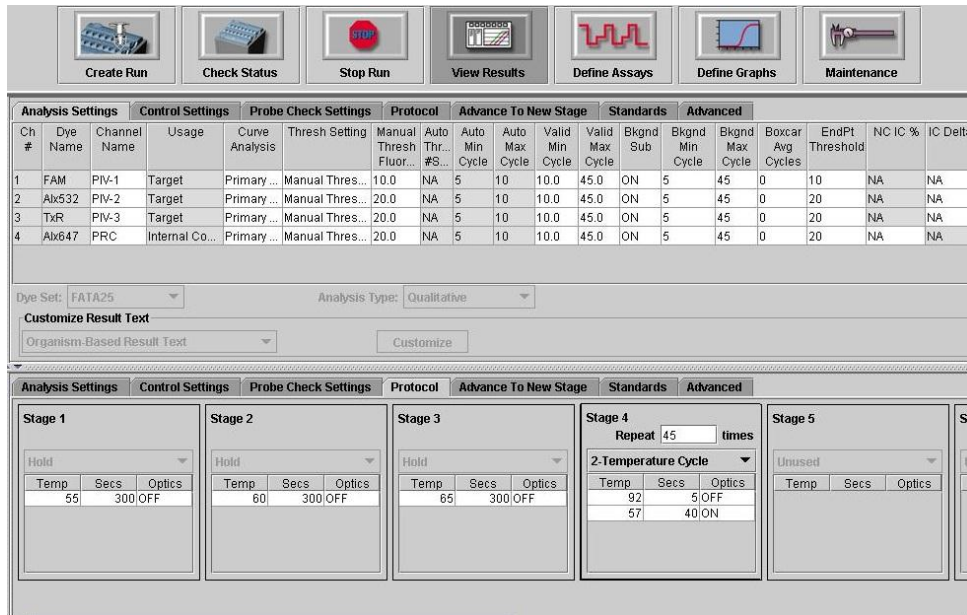 STOP
Create Run Check Status Stop Run View Results Define Assays Define Graphs Maintenance
Analysis Settings Control Settings Probe Check Settings Protocol Advance To New Stage Standards Advanced
Ch # Dye Name Channel Name Usage Curve Analysis Thresh Setting Manual Thresh Fluor... Auto Thr... #S... Auto Min Cycle Auto Max Cycle Valid Min Cycle Valid Max Cycle Bkgnd Sub Bkgnd Min Cycle Bkgnd Max Cycle Boxcar Avg Cycles EndPt Threshold NC IC % IC Delt
1 FAM PIV-1 Target Primary ... Manual Thres... 10.0 NA 5 10 10.0 45.0 ON 5 45 0 10 NA NA
2 Alx532 PIV-2 Target Primary ... Manual Thres... 20.0 NA 5 10 10.0 45.0 ON 5 45 0 20 NA NA
3 TxR PIV-3 Target Primary ... Manual Thres... 20.0 NA 5 10 10.0 45.0 ON 5 45 0 20 NA NA
4 Alx647 PRC Internal Co... Primary ... Manual Thres... 20.0 NA 5 10 10.0 45.0 ON 5 45 0 20 NA NA
Dye Set: FATA25 Analysis Type: Qualitative
Customize Result Text
Organism-Based Result Text Customize
Analysis Settings Control Settings Probe Check Settings Protocol Advance To New Stage Standards Advanced
Stage 1 Stage 2 Stage 3 Stage 4 Stage 5 S
Repeat 45 times
Hold Hold Hold 2-Temperature Cycle Unused
Temp Secs Optics Temp Secs Optics Temp Secs Optics Temp Secs Optics Temp Secs Optics
55 300 OFF 60 300 OFF 65 300 OFF 92 5 OFF
57 40 ON